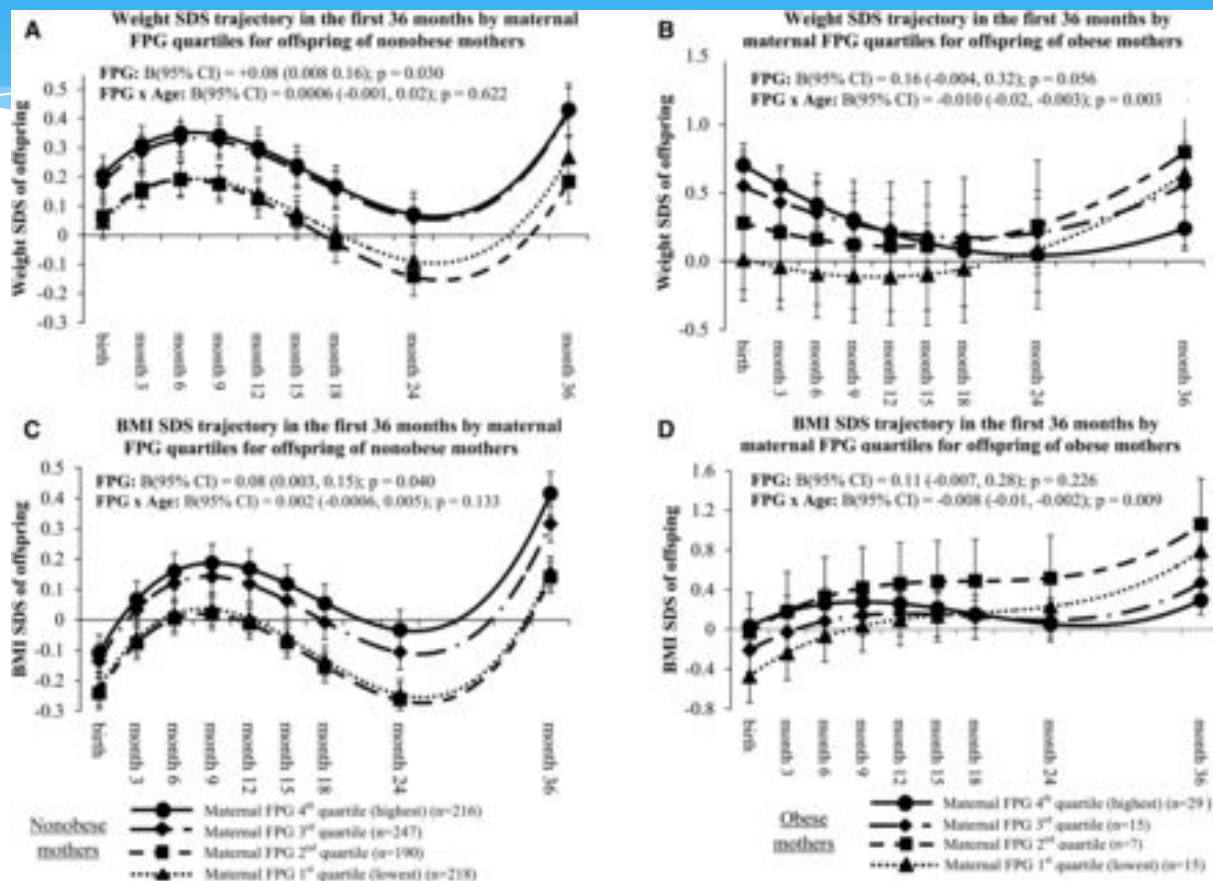 A
Weight SDS trajectory in the first 36 months by maternal
FPG quartiles for offspring of nonobese mothers
FPG: B(95% CI) = +0.08 (0.008 0.16); p = 0.030
FPG x Age: B(95% CI) = 0.0006 (-0.001, 0.02); p = 0.622
Weight SDS of offspring
0.5
0.4
0.3
0.2
0.1
0
-0.1
-0.2
-0.3
birth
month 3
month 6
month 9
month 12
month 15
month 18
month 24
month 36
B
Weight SDS trajectory in the first 36 months by
maternal FPG quartiles for offspring of obese mothers
FPG: B(95% CI) = 0.16 (-0.004, 0.32); p = 0.056
FPG x Age: B(95% CI) = -0.010 (-0.02, -0.003); p = 0.003
Weight SDS of offspring
1.5
1.0
0.5
0.0
-0.5
birth
month 3
month 6
month 9
month 12
month 15
month 18
month 24
month 36
C
BMI SDS trajectory in the first 36 months by maternal
FPG quartiles for offspring of nonobese mothers
FPG: B(95% CI) = 0.08 (0.003, 0.15); p = 0.040
FPG x Age: B(95% CI) = 0.002 (-0.0006, 0.005); p = 0.133
BMI SDS of offspring
0.5
0.4
0.3
0.2
0.1
0
-0.1
-0.2
-0.3
birth
month 3
month 6
month 9
month 12
month 15
month 18
month 24
month 36
Nonobese
mothers
Maternal FPG 4th quartile (highest) (n=216)
Maternal FPG 3rd quartile (n=247)
Maternal FPG 2nd quartile (n=190)
Maternal FPG 1st quartile (lowest) (n=218)
D
BMI SDS trajectory in the first 36 months by
maternal FPG quartiles for offspring of obese mothers
FPG: B(95% CI) = 0.11 (-0.007, 0.28); p = 0.226
FPG x Age: B(95% CI) = -0.008 (-0.01, -0.002); p = 0.009
BMI SDS of offsping
1.6
1.2
0.8
0.4
0
-0.4
-0.8
birth
month 3
month 6
month 9
month 12
month 15
month 18
month 24
month 36
Obese
mothers
Maternal FPG 4th quartile (highest) (n=29 )
Maternal FPG 3rd quartile (n=15)
Maternal FPG 2nd quartile (n=7)
Maternal FPG 1st quartile (lowest) (n=15)